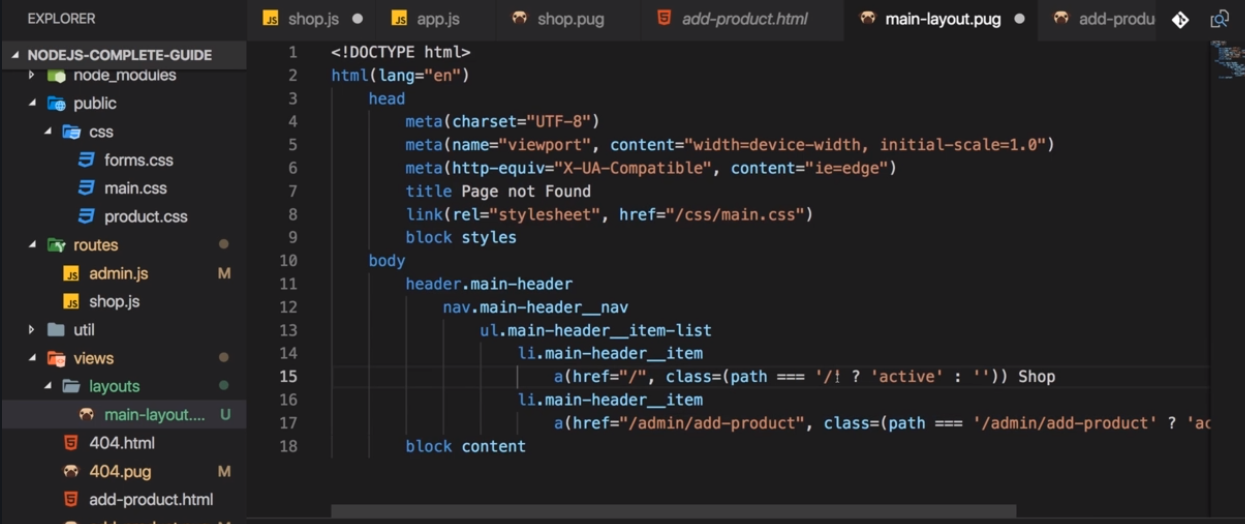 EXPLORER
shop.js
app.js
shop.pug
add-product.html
main-layout.pug
add-produ
NODEJS-COMPLETE-GUIDE
node_modules
public
css
forms.css
main.css
product.css
routes
admin.js M
shop.js
util
views
layouts
main-layout.... U
404.html
404.pug M
add-product.html
1 <!DOCTYPE html>
2 html(lang="en")
3 head
4 meta(charset="UTF-8")
5 meta(name="viewport", content="width=device-width, initial-scale=1.0")
6 meta(http-equiv="X-UA-Compatible", content="ie=edge")
7 title Page not Found
8 link(rel="stylesheet", href="/css/main.css")
9 block styles
10 body
11 header.main-header
12 nav.main-header__nav
13 ul.main-header__item-list
14 li.main-header__item
15 a(href="/", class=(path === '/' ? 'active' : '')) Shop
16 li.main-header__item
17 a(href="/admin/add-product", class=(path === '/admin/add-product' ? 'ac
18 block content